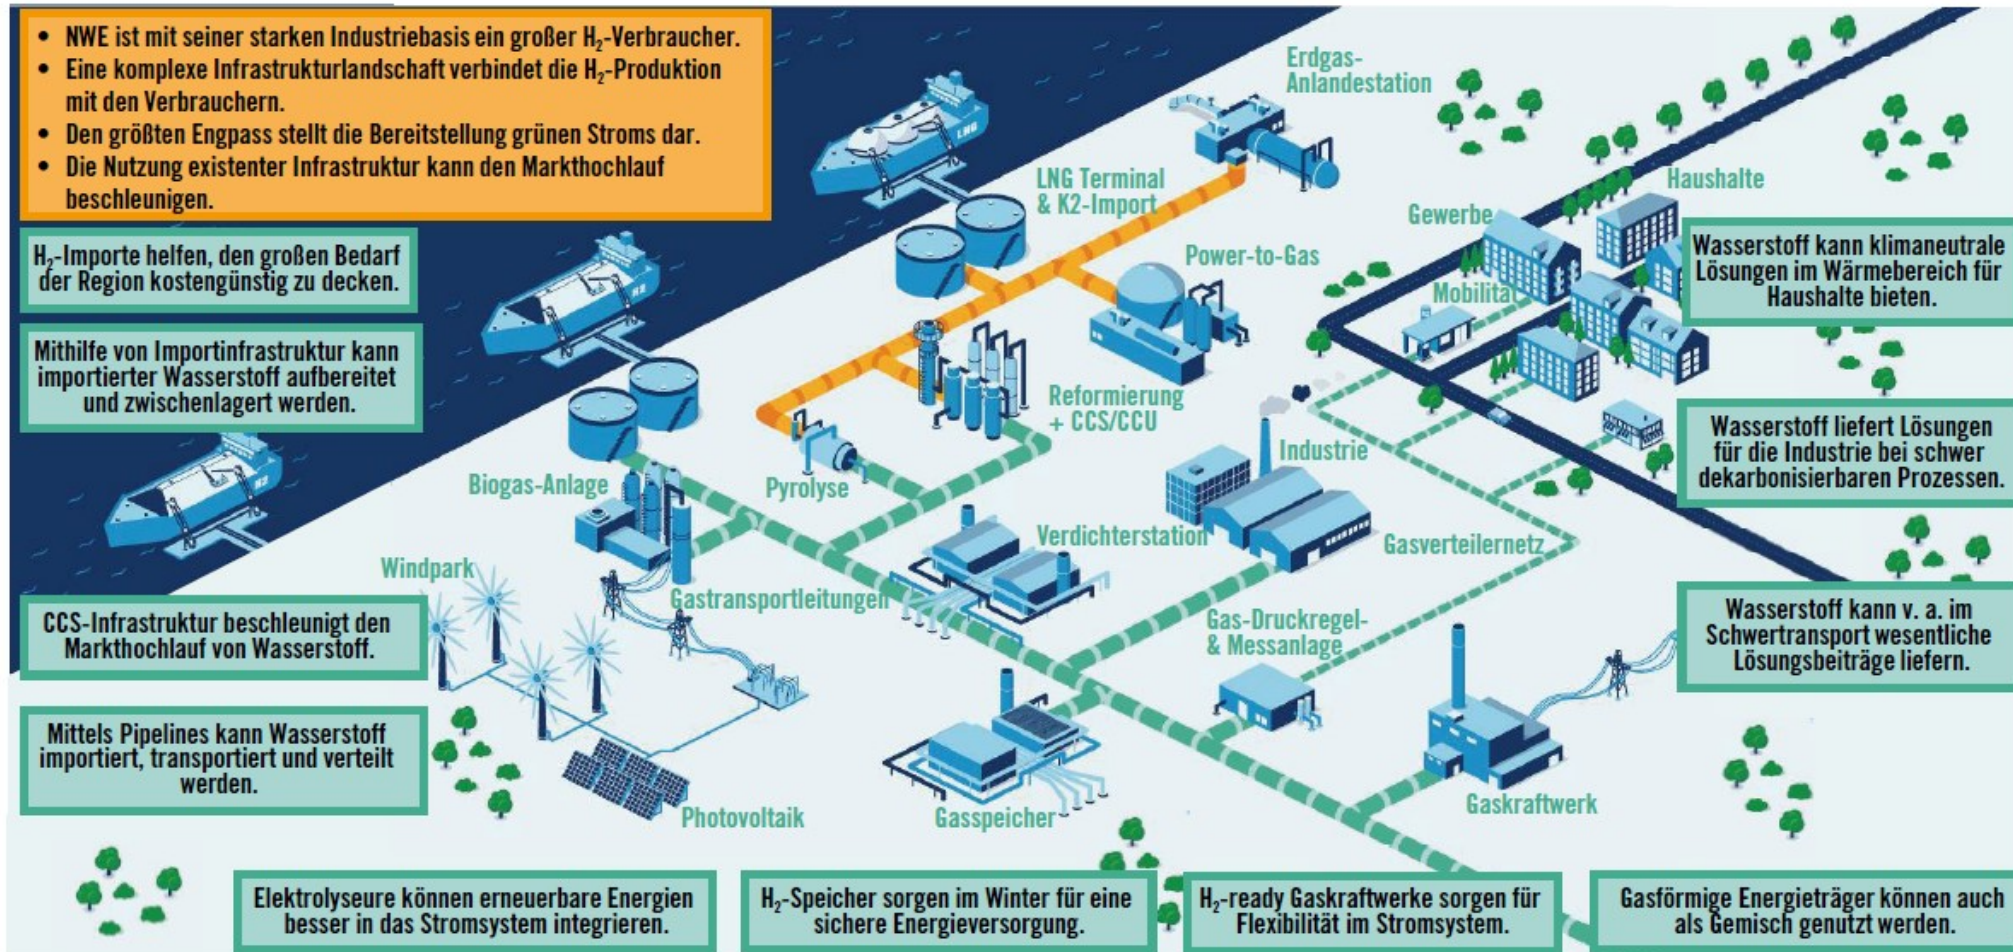 • NWE ist mit seiner starken Industriebasis ein großer H₂-Verbraucher.
• Eine komplexe Infrastrukturlandschaft verbindet die H₂-Produktion
mit den Verbrauchern.
• Den größten Engpass stellt die Bereitstellung grünen Stroms dar.
• Die Nutzung existenter Infrastruktur kann den Markthochlauf
beschleunigen.
H₂-Importe helfen, den großen Bedarf
der Region kostengünstig zu decken.
Mithilfe von Importinfrastruktur kann
importierter Wasserstoff aufbereitet
und zwischenlagert werden.
CCS-Infrastruktur beschleunigt den
Markthochlauf von Wasserstoff.
Mittels Pipelines kann Wasserstoff
importiert, transportiert und verteilt
werden.
LNG
H2
H2
Erdgas-
Anlandestation
LNG Terminal
& K2-Import
Power-to-Gas
Reformierung
+ CCS/CCU
Pyrolyse
Biogas-Anlage
Windpark
Gastransportleitungen
Verdichterstation
Industrie
Gasverteilernetz
Gas-Druckregel-
& Messanlage
Photovoltaik
Gasspeicher
Gaskraftwerk
Haushalte
Gewerbe
Mobilität
Wasserstoff kann klimaneutrale
Lösungen im Wärmebereich für
Haushalte bieten.
Wasserstoff liefert Lösungen
für die Industrie bei schwer
dekarbonisierbaren Prozessen.
Wasserstoff kann v. a. im
Schwertransport wesentliche
Lösungsbeiträge liefern.
Elektrolyseure können erneuerbare Energien
besser in das Stromsystem integrieren.
H₂-Speicher sorgen im Winter für eine
sichere Energieversorgung.
H₂-ready Gaskraftwerke sorgen für
Flexibilität im Stromsystem.
Gasförmige Energieträger können auch
als Gemisch genutzt werden.